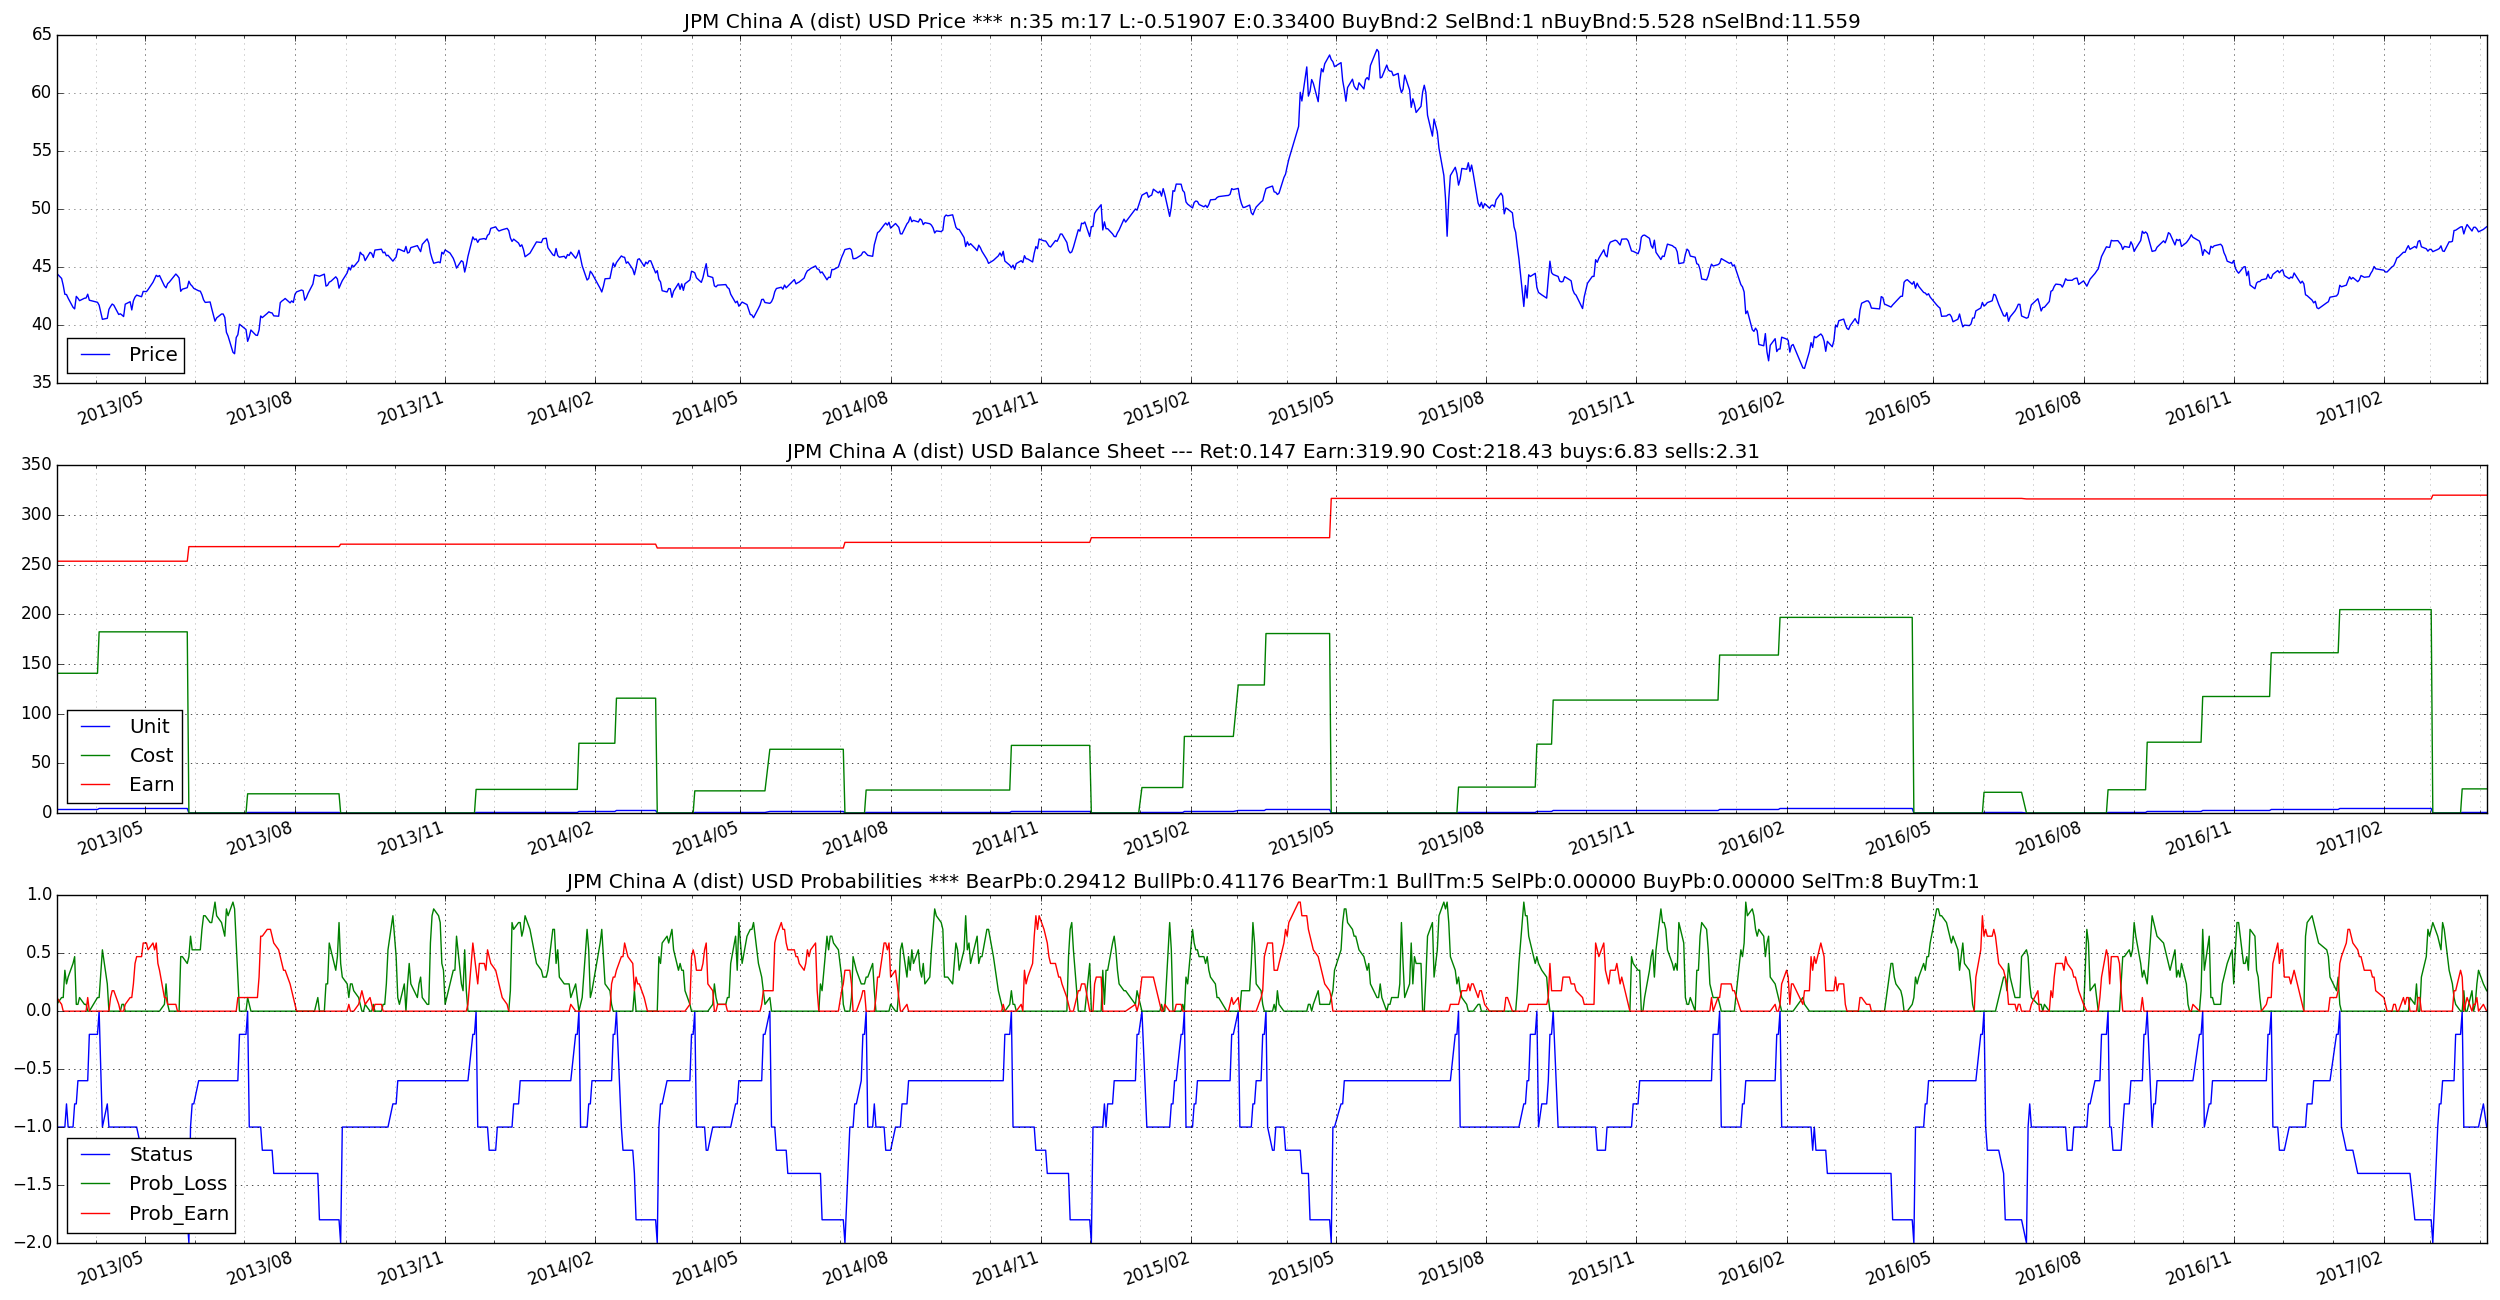 JPM China A (dist) USD Price *** n:35 m:17 L:-0.51907 E:0.33400 BuyBnd:2 SelBnd:1 nBuyBnd:5.528 nSelBnd:11.559
65
60
55
50
45
40
35
Price
2013/05 2013/08 2013/11 2014/02 2014/05 2014/08 2014/11 2015/02 2015/05 2015/08 2015/11 2016/02 2016/05 2016/08 2016/11 2017/02
JPM China A (dist) USD Balance Sheet --- Ret:0.147 Earn:319.90 Cost:218.43 buys:6.83 sells:2.31
350
300
250
200
150
100
50
0
Unit
Cost
Earn
2013/05 2013/08 2013/11 2014/02 2014/05 2014/08 2014/11 2015/02 2015/05 2015/08 2015/11 2016/02 2016/05 2016/08 2016/11 2017/02
JPM China A (dist) USD Probabilities *** BearPb:0.29412 BullPb:0.41176 BearTm:1 BullTm:5 SelPb:0.00000 BuyPb:0.00000 SelTm:8 BuyTm:1
1.0
0.5
0.0
−0.5
−1.0
−1.5
−2.0
Status
Prob_Loss
Prob_Earn
2013/05 2013/08 2013/11 2014/02 2014/05 2014/08 2014/11 2015/02 2015/05 2015/08 2015/11 2016/02 2016/05 2016/08 2016/11 2017/02